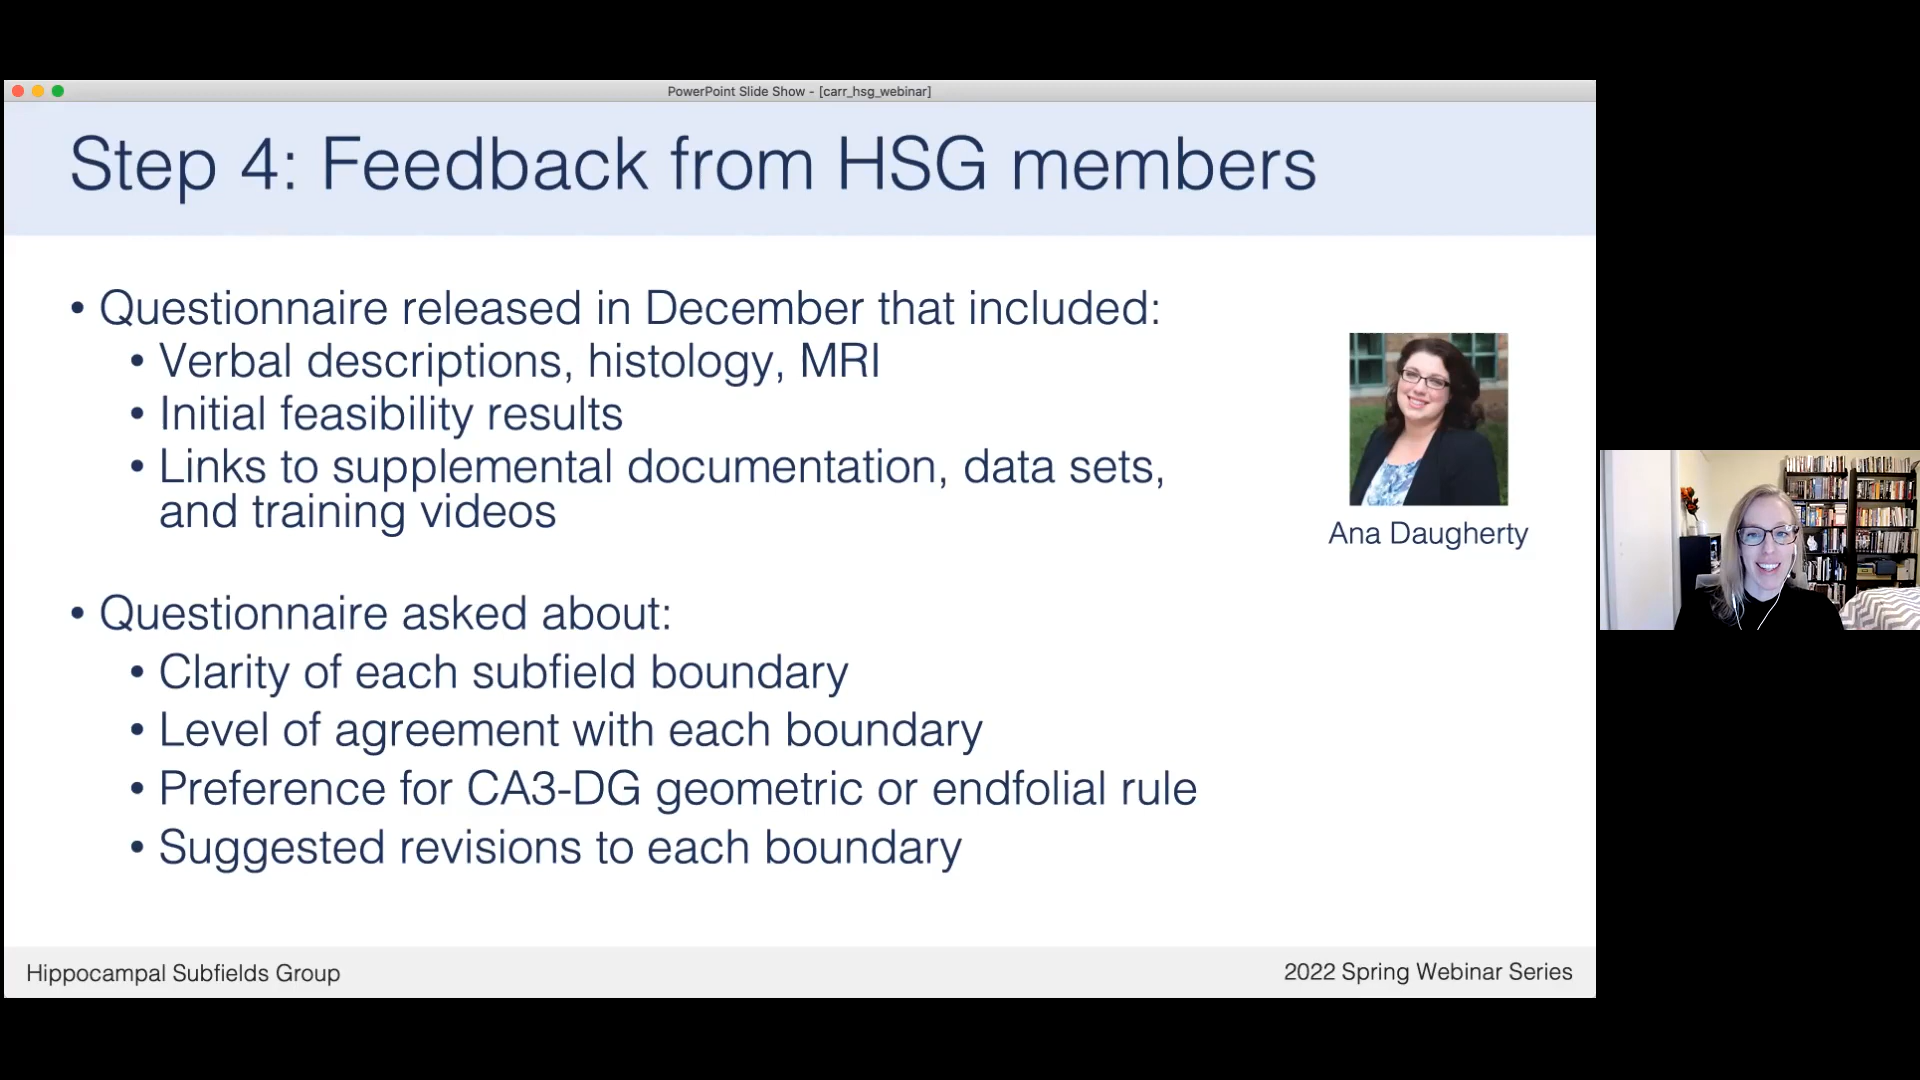 PowerPoint Slide Show - [carr_hsg_webinar]
Step 4: Feedback from HSG members
• Questionnaire released in December that included:
• Verbal descriptions, histology, MRI
• Initial feasibility results
• Links to supplemental documentation, data sets,
and training videos
Ana Daugherty
• Questionnaire asked about:
• Clarity of each subfield boundary
• Level of agreement with each boundary
• Preference for CA3-DG geometric or endfolial rule
• Suggested revisions to each boundary
Hippocampal Subfields Group
2022 Spring Webinar Series